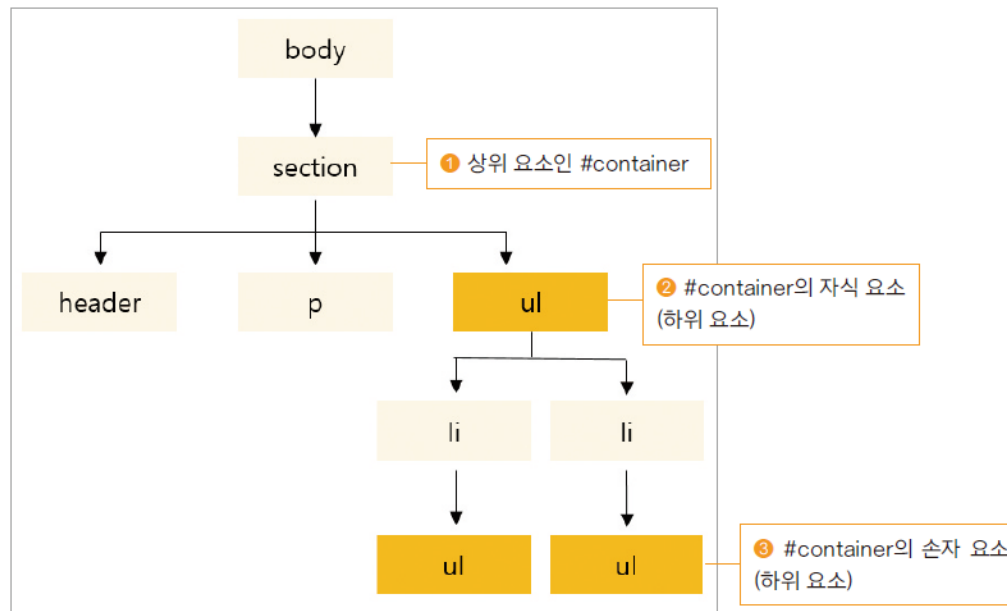 body
section
❶ 상위 요소인 #container
header
p
ul
❷ #container의 자식 요소
(하위 요소)
li
li
ul
ul
❸ #container의 손자 요소
(하위 요소)